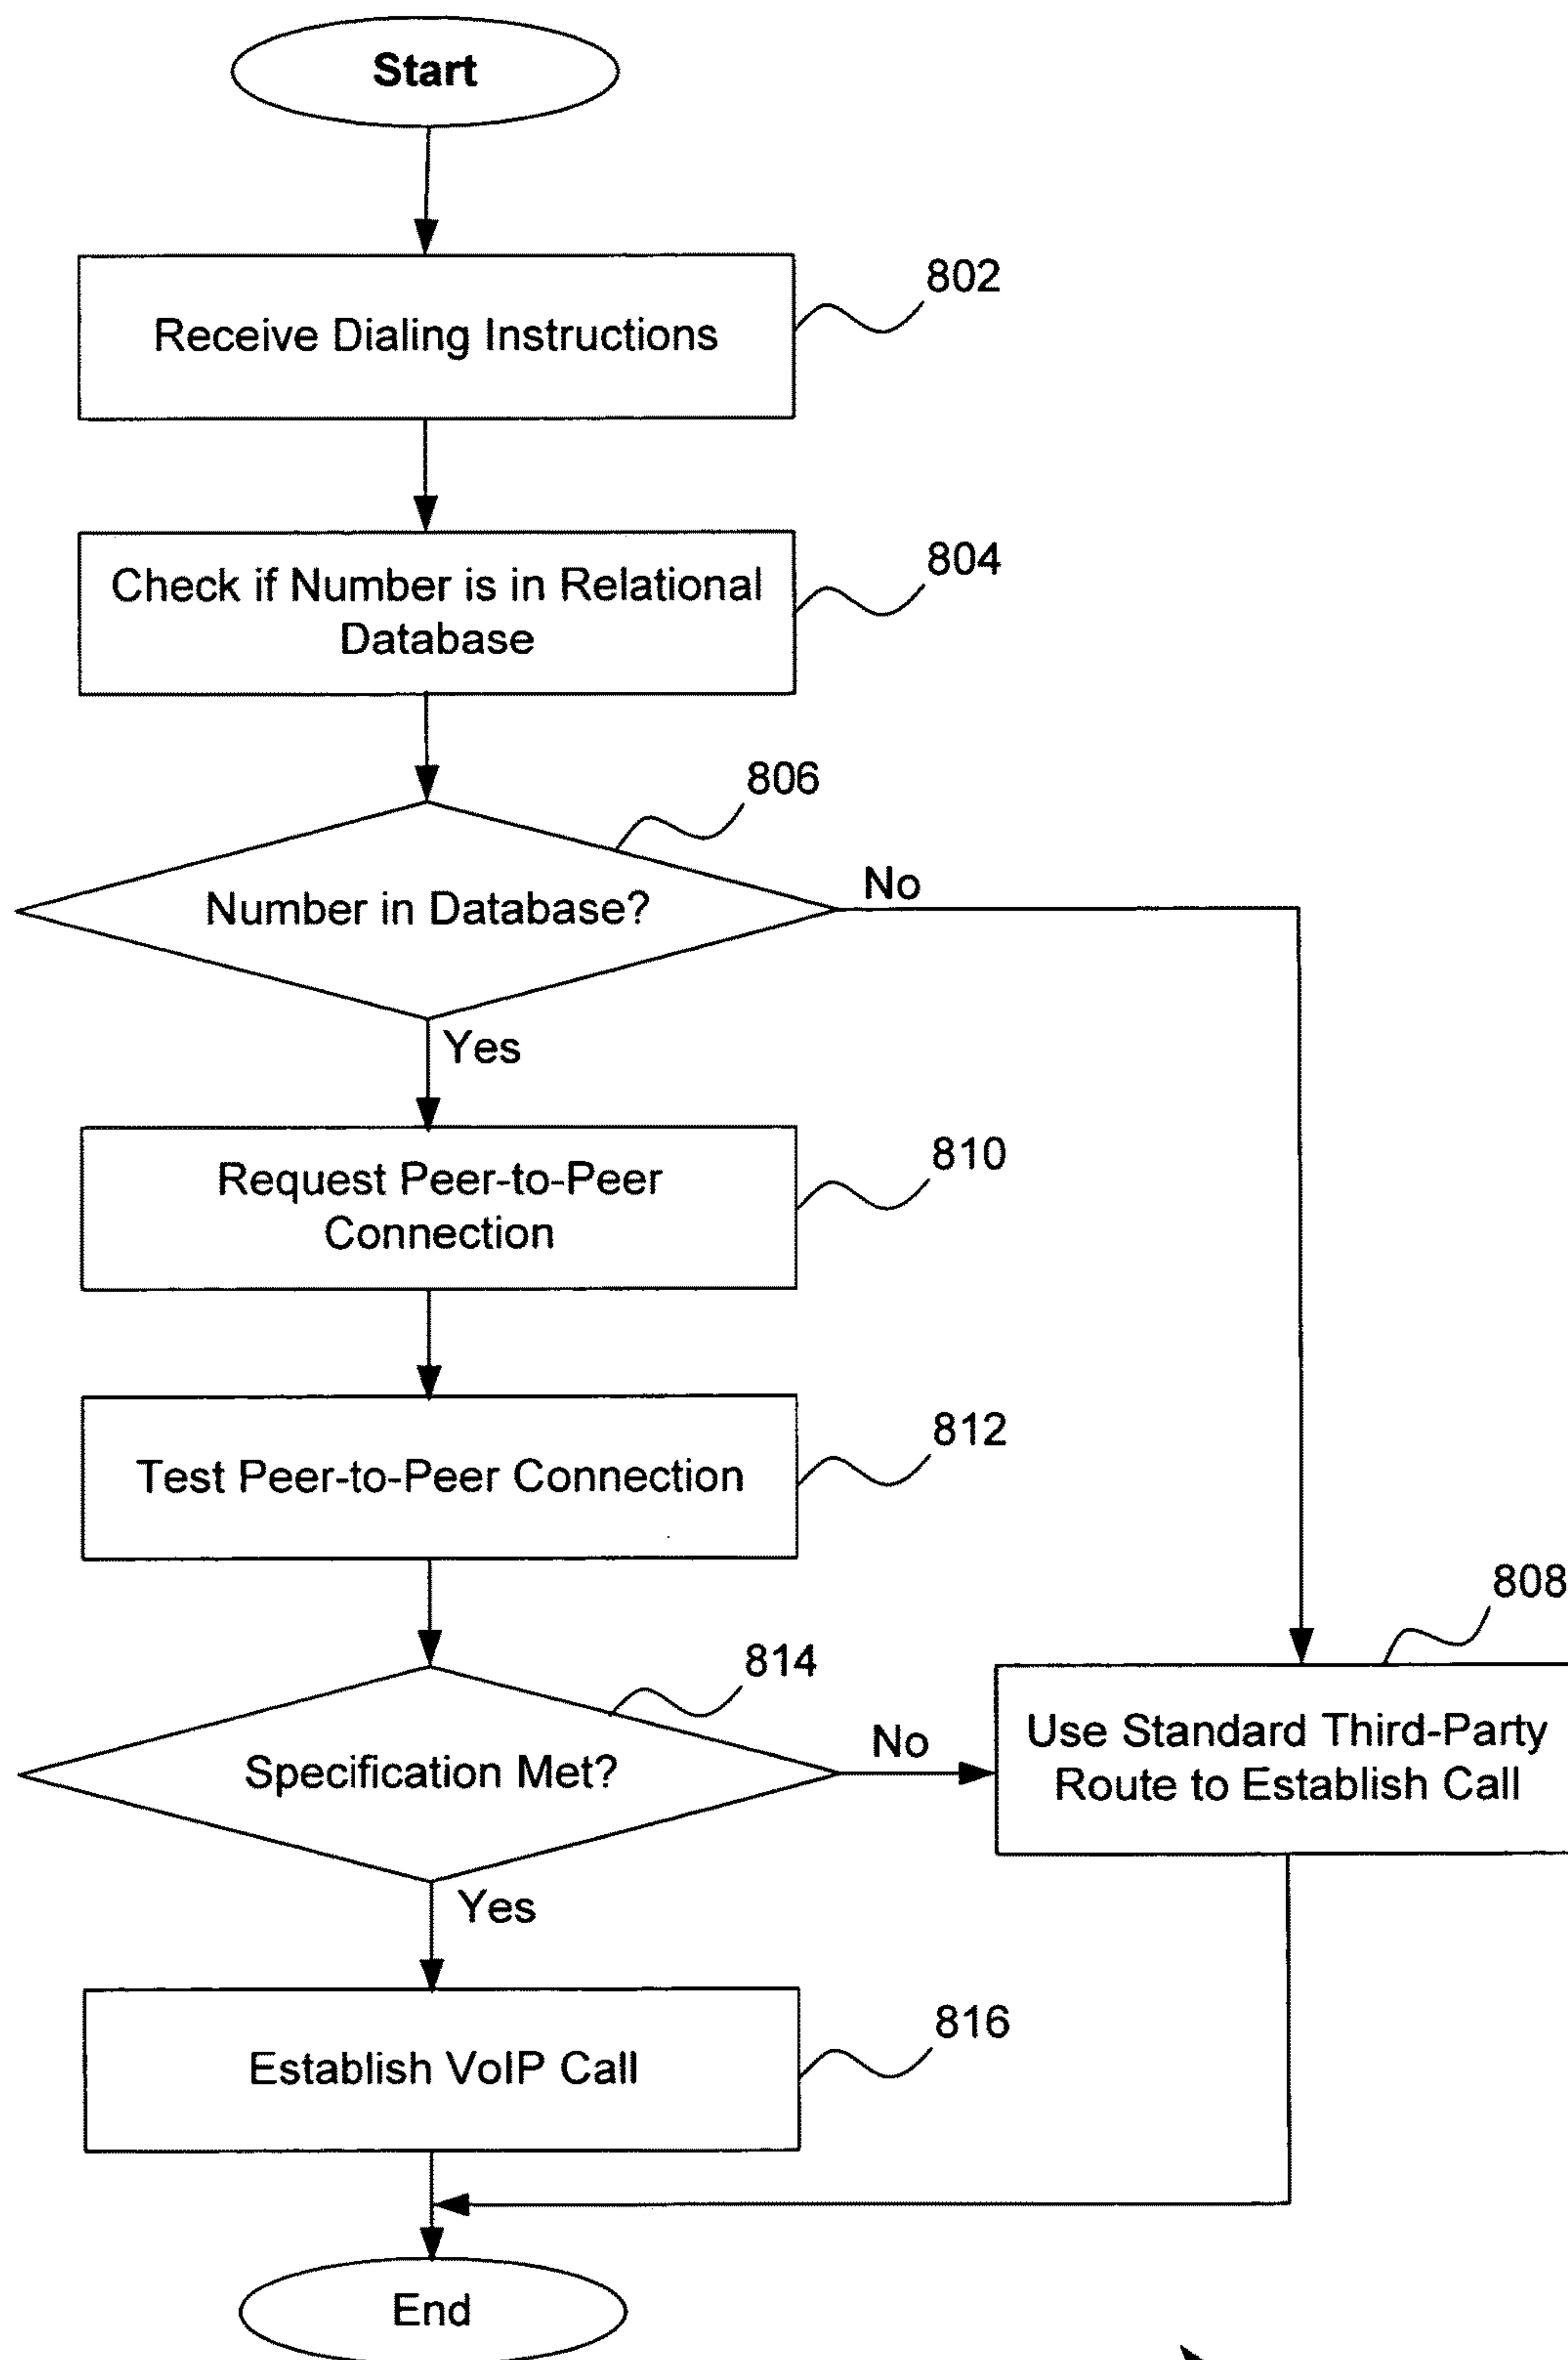 Start
802
Receive Dialing Instructions
804
Check if Number is in Relational
Database
806
Number in Database?
No
Yes
810
Request Peer-to-Peer
Connection
812
Test Peer-to-Peer Connection
808
814
Specification Met?
No
Use Standard Third-Party
Route to Establish Call
Yes
816
Establish VoIP Call
End